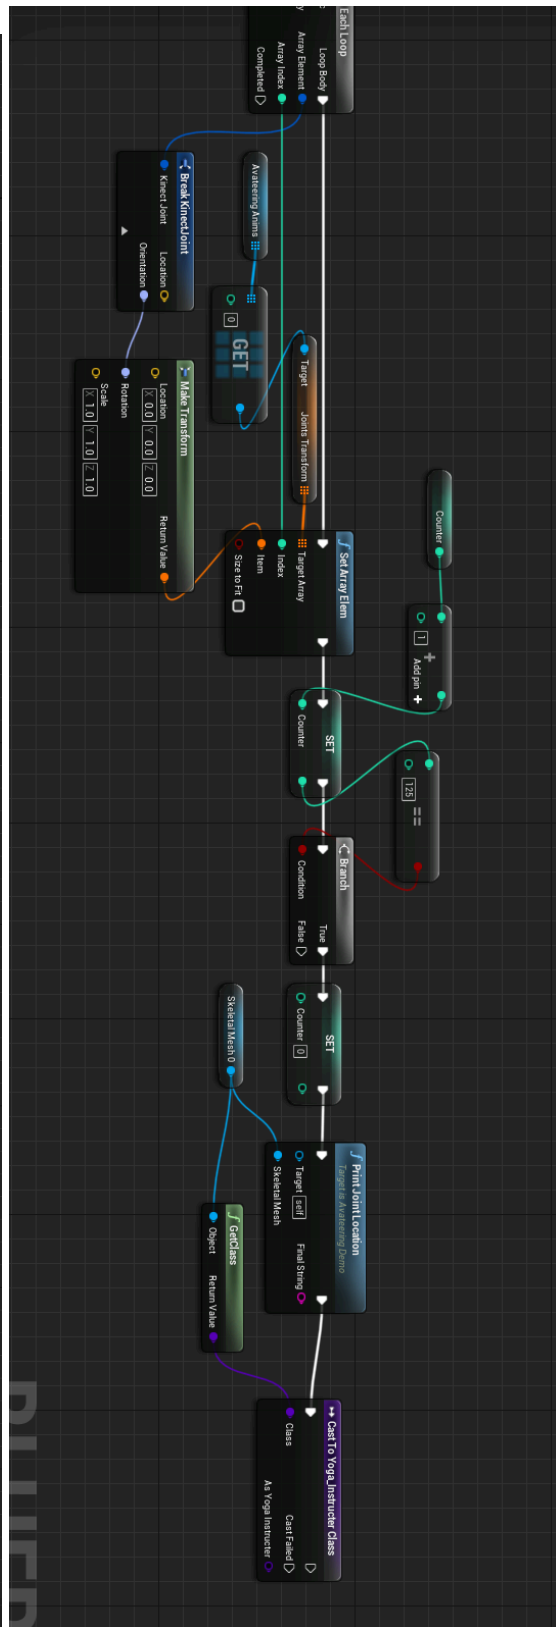 Each Loop
Loop Body
Array Element
Array Index
Completed
Break KinectJoint
Kinect Joint
Location
Orientation
Avateering Anims
GET
0
Target
Joints Transform
Make Transform
Location
X 0.0 Y 0.0 Z 0.0
Rotation
Scale
X 1.0 Y 1.0 Z 1.0
Return Value
Set Array Elem
Target Array
Index
Item
Size to Fit
Counter
+
1
Add pin +
SET
Counter
==
125
Branch
Condition
True
False
SET
Counter 0
Skeletal Mesh 0
Print Joint Location
Target is Avateering Demo
Target self
Skeletal Mesh
Final String
GetClass
Object
Return Value
Cast To Yoga_Instructer Class
Class
Cast Failed
As Yoga Instructer